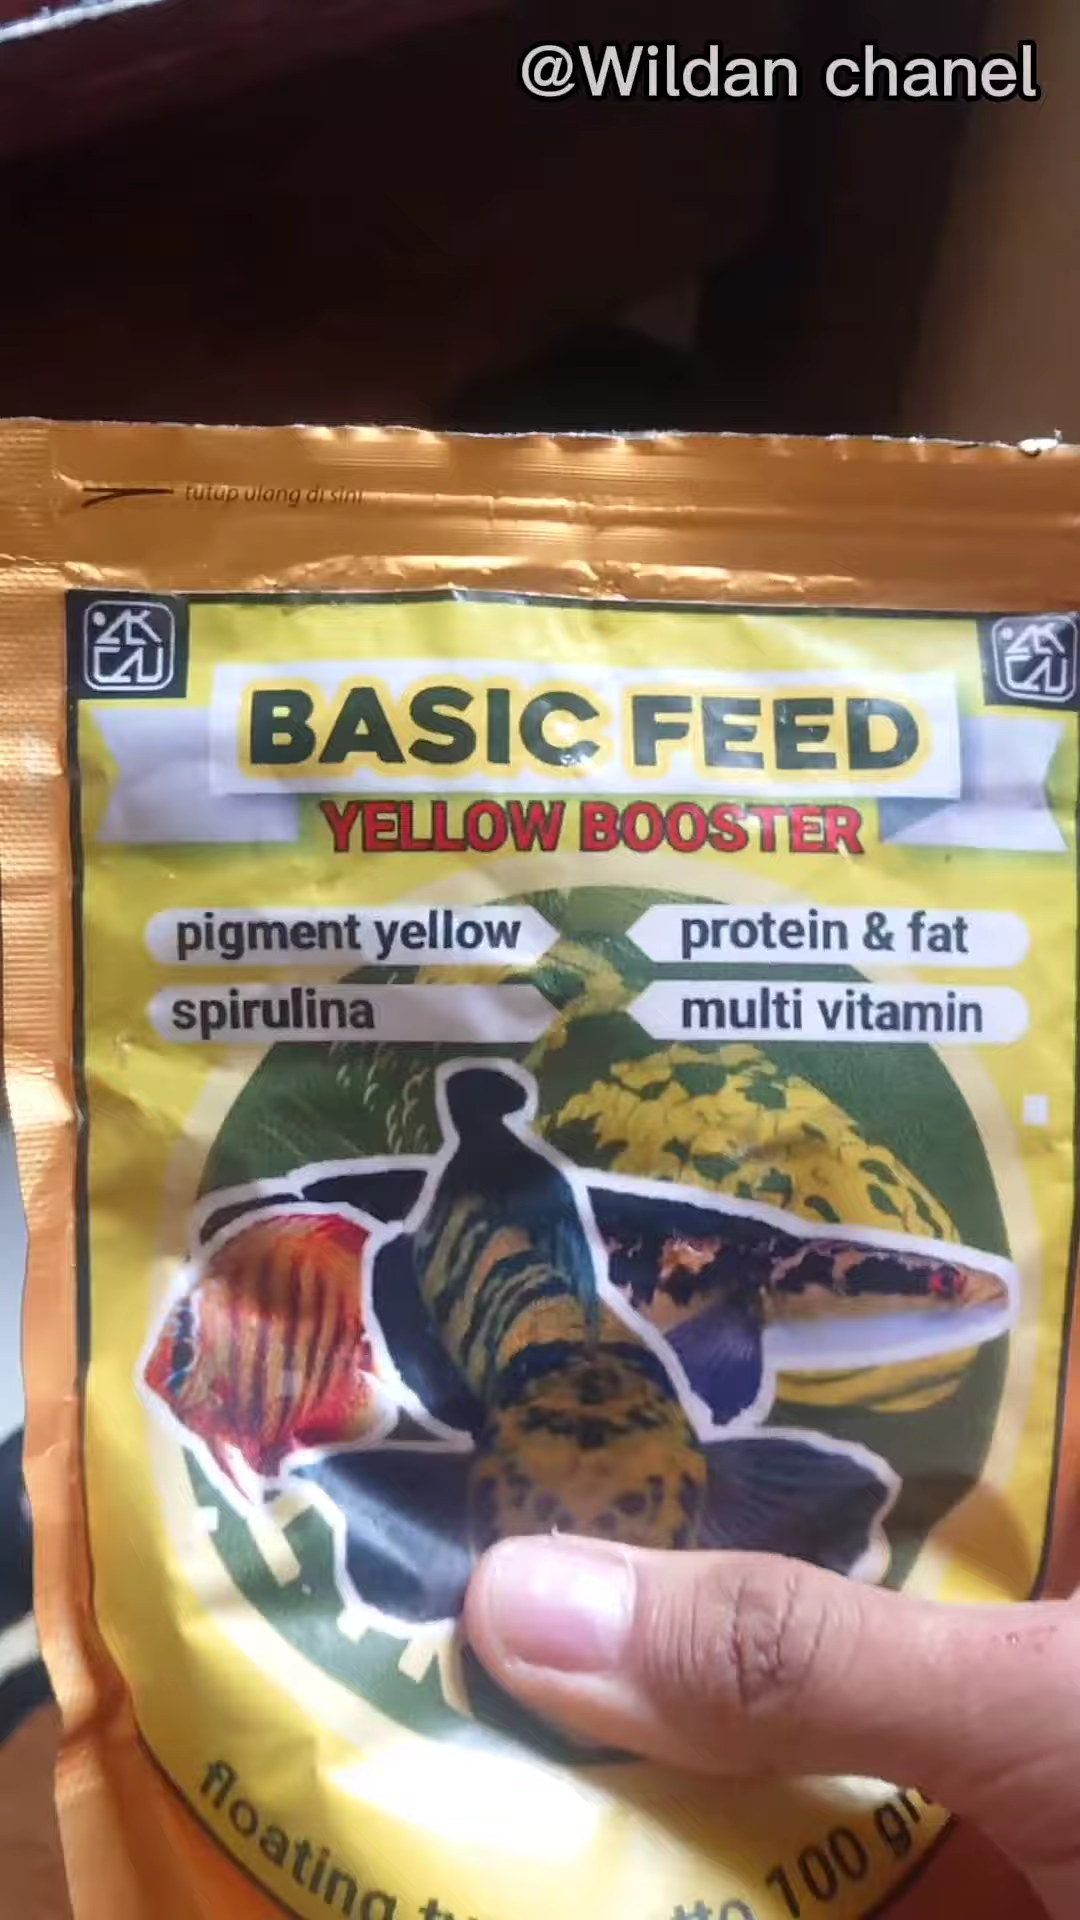 @Wildan chanel
tutup ulang di sini
BASIC FEED
YELLOW BOOSTER
pigment yellow
protein & fat
spirulina
multi vitamin
floating
100